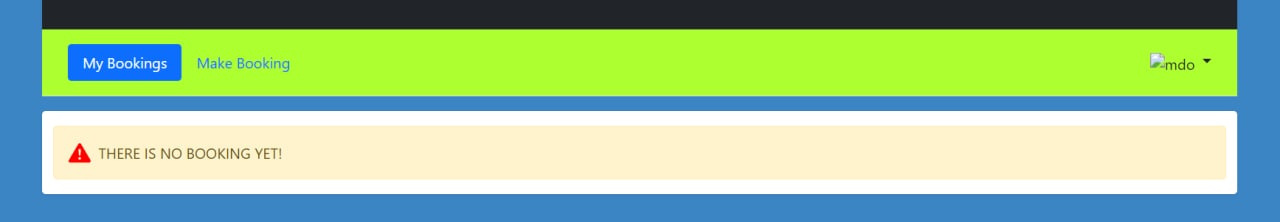 My Bookings Make Booking mdo
THERE IS NO BOOKING YET!